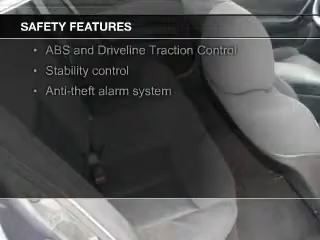 SAFETY FEATURES
• ABS and Driveline Traction Control
• Stability control
• Anti-theft alarm system